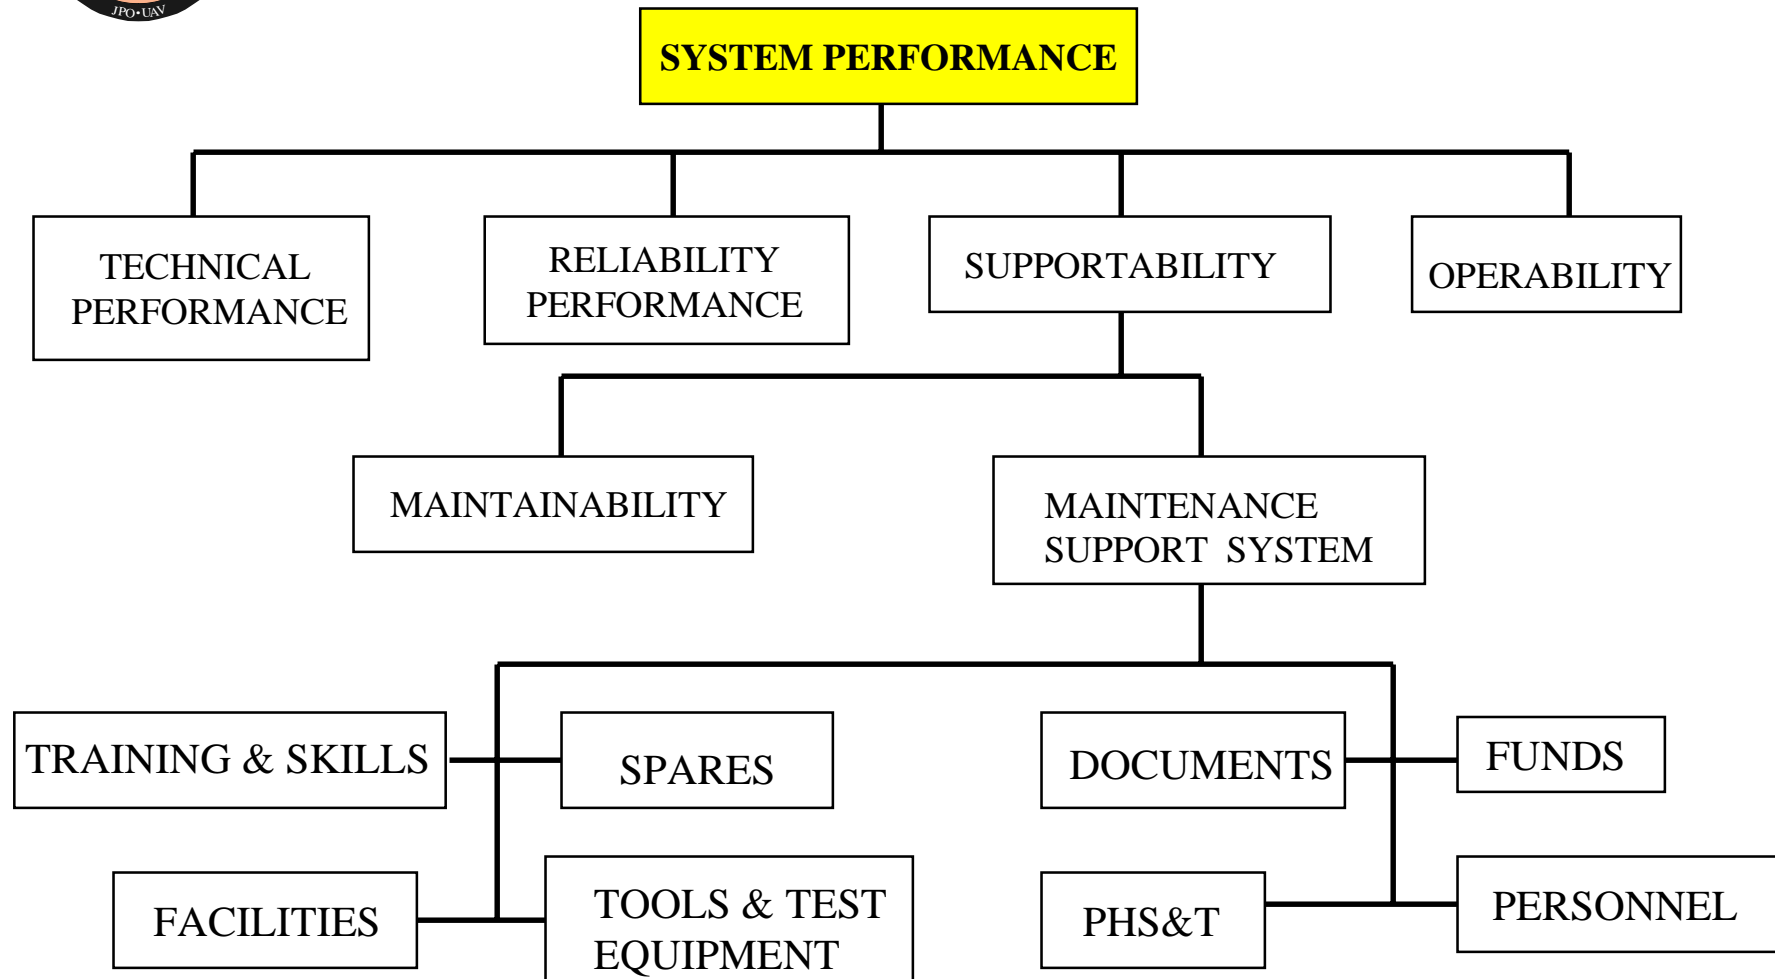 JPO•UAV
SYSTEM PERFORMANCE
TECHNICAL
PERFORMANCE
RELIABILITY
PERFORMANCE
SUPPORTABILITY
OPERABILITY
MAINTAINABILITY
MAINTENANCE
SUPPORT SYSTEM
TRAINING & SKILLS
SPARES
DOCUMENTS
FUNDS
FACILITIES
TOOLS & TEST
EQUIPMENT
PHS&T
PERSONNEL